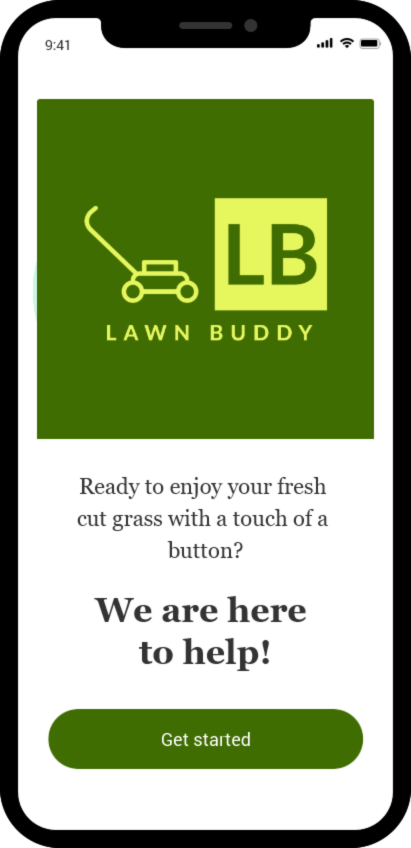 9:41
LB
LAWN BUDDY
Ready to enjoy your fresh
cut grass with a touch of a
button?
We are here
to help!
Get started